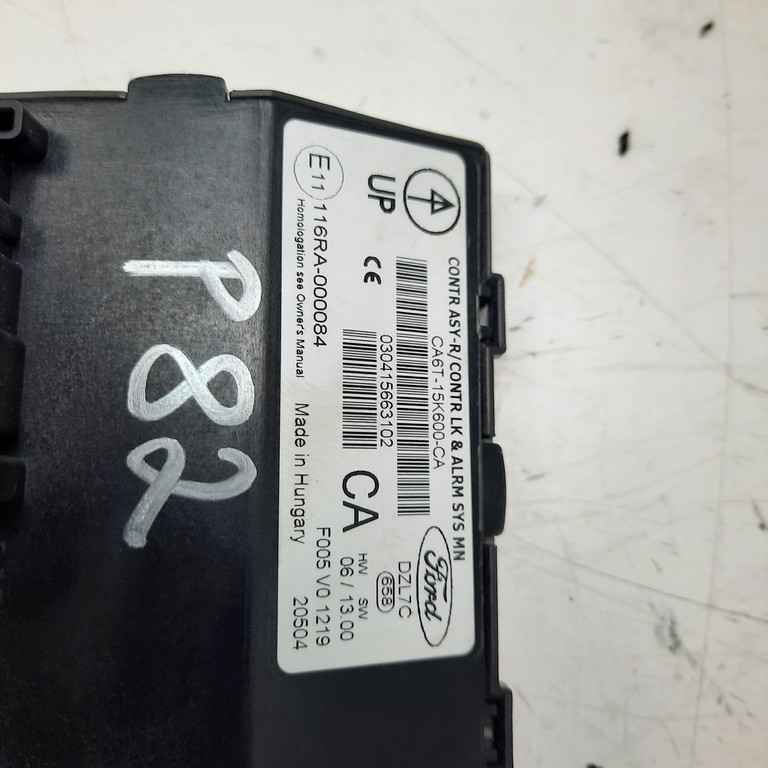 CONTR ASY-R/CONTR LK & ALRM SYS MN
CA6T-15K600-CA
Ford
UP
DZL7C
658
030415663102
CE
CA
HW SW
06 / 13.00
E11
116RA-000084
F005 V0 1219
Homologation see Owner's Manual
Made in Hungary
20504
P82